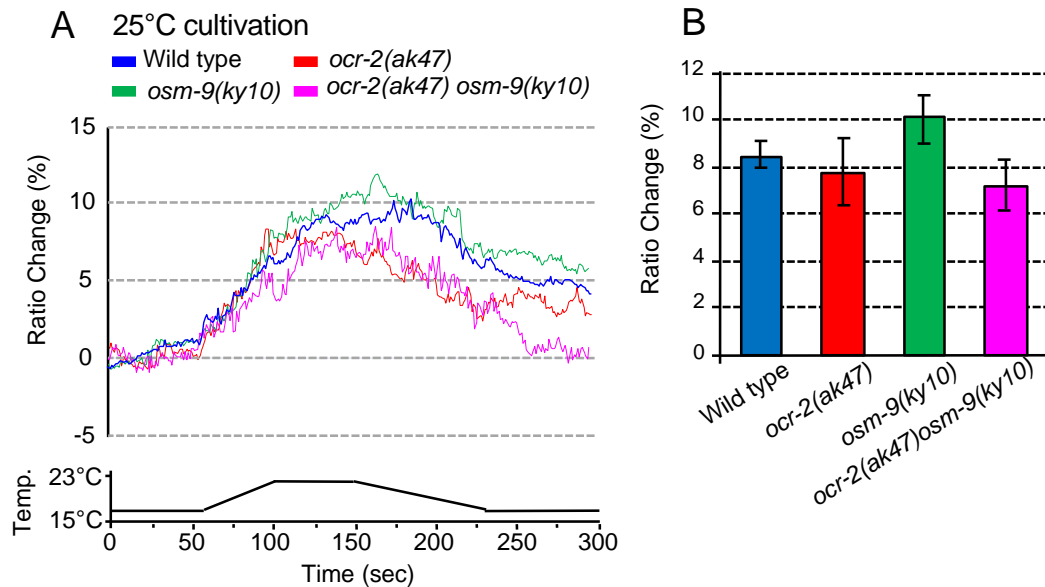 A
25°C cultivation
Wild type
ocr-2(ak47)
osm-9(ky10)
ocr-2(ak47) osm-9(ky10)
15
10
5
0
-5
Ratio Change (%)
Temp.
23°C
15°C
0
50
100
150
200
250
300
Time (sec)
B
12
10
8
6
4
2
0
Ratio Change (%)
Wild type
ocr-2(ak47)
osm-9(ky10)
ocr-2(ak47)osm-9(ky10)